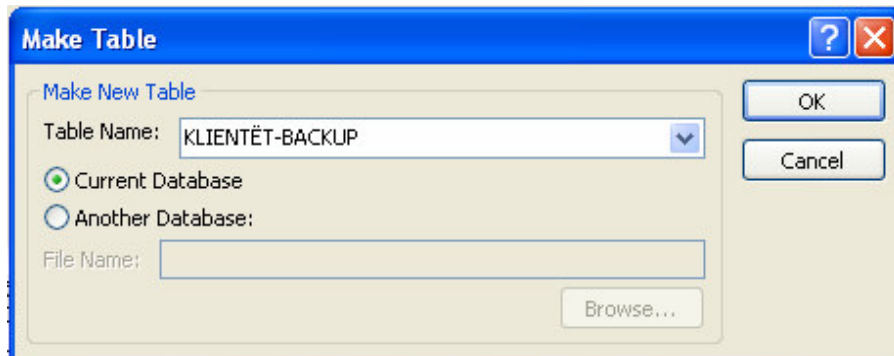 Make Table
?
Make New Table
OK
Table Name: KLIENTËT-BACKUP
Cancel
Current Database
Another Database:
File Name:
Browse...